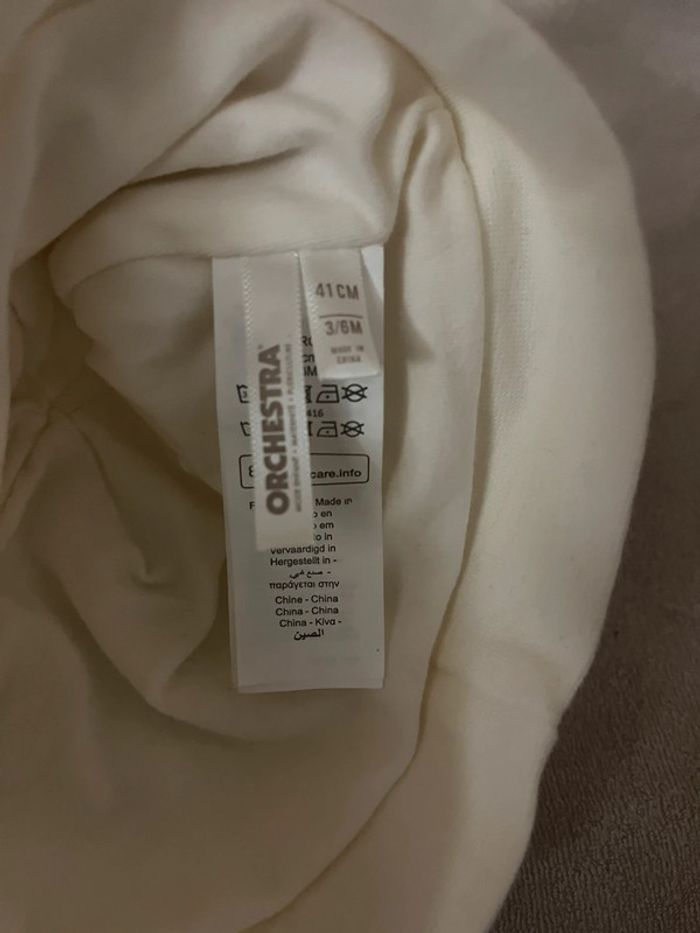 41 CM
3/6M
MADE IN
CHINA
ORCHESTRA
416
care.info
Made in
en
em
in
Vervaardigd in
Hergestellt in -
صنع في -
παράγεται στην
Chine - China
China - China
China - Κίνα -
الصين